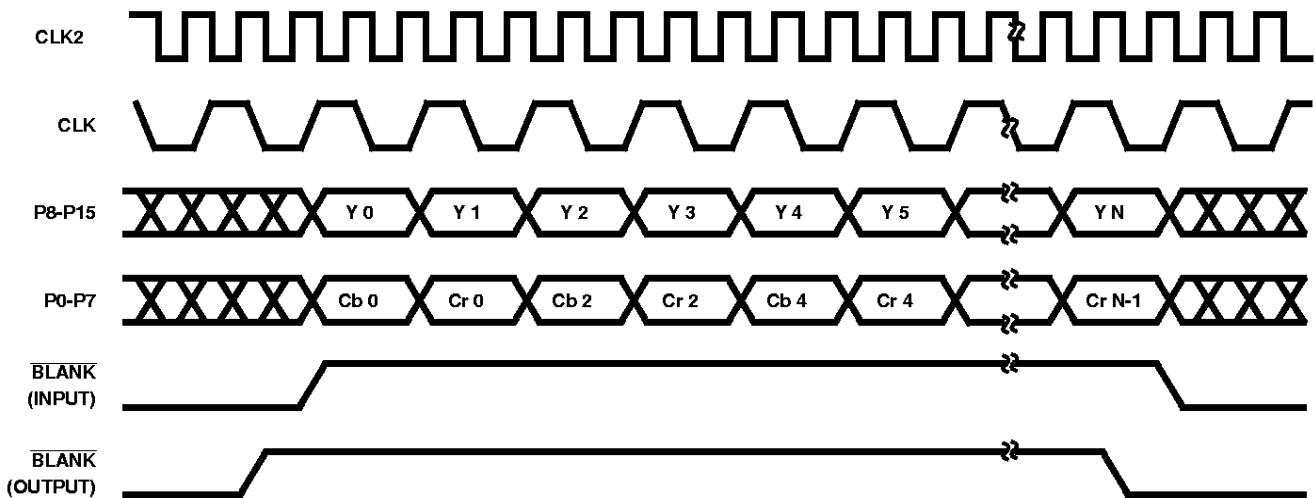 CLK2
CLK
P8-P15
Y 0 Y 1 Y 2 Y 3 Y 4 Y 5 Y N
P0-P7
Cb 0 Cr 0 Cb 2 Cr 2 Cb 4 Cr 4 Cr N-1
BLANK
(INPUT)
BLANK
(OUTPUT)